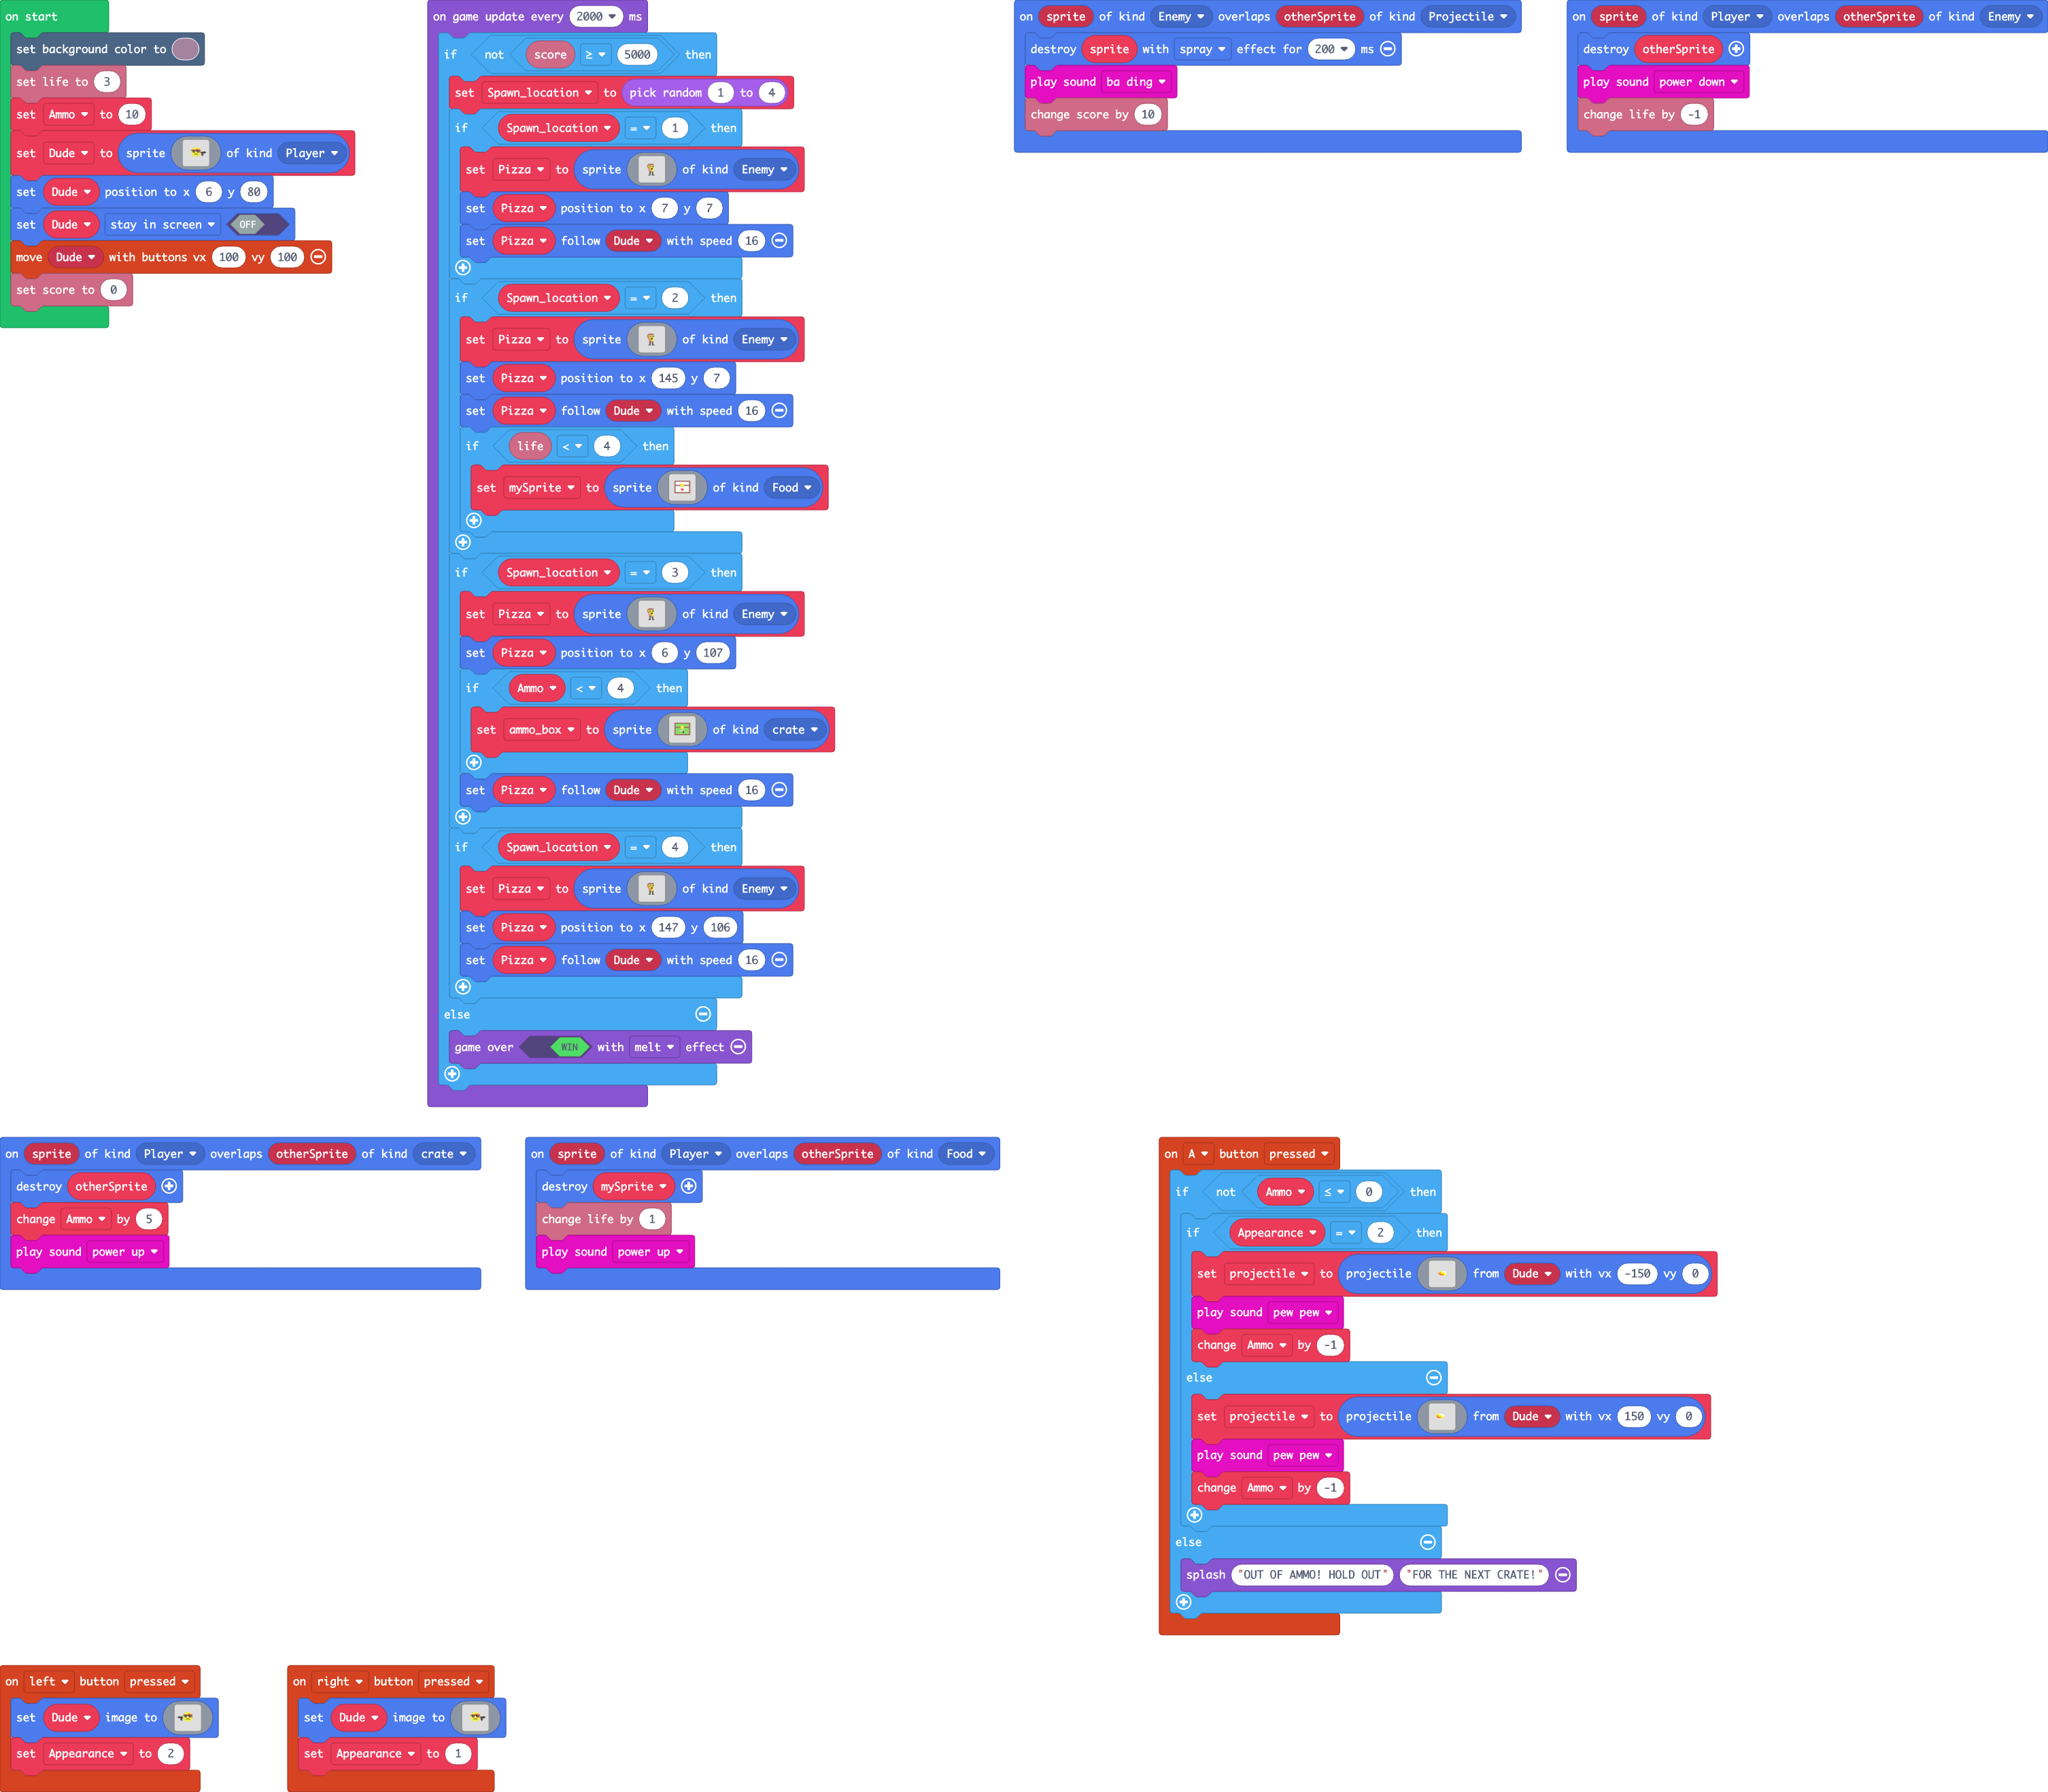 on start
set background color to
set life to 3
set Ammo to 10
set Dude to sprite of kind Player
set Dude position to x 6 y 80
set Dude stay in screen OFF
move Dude with buttons vx 100 vy 100
set score to 0
on game update every 2000 ms
if not score ≥ 5000 then
set Spawn_location to pick random 1 to 4
if Spawn_location = 1 then
set Pizza to sprite of kind Enemy
set Pizza position to x 7 y 7
set Pizza follow Dude with speed 16
if Spawn_location = 2 then
set Pizza to sprite of kind Enemy
set Pizza position to x 145 y 7
set Pizza follow Dude with speed 16
if life < 4 then
set mySprite to sprite of kind Food
if Spawn_location = 3 then
set Pizza to sprite of kind Enemy
set Pizza position to x 6 y 107
if Ammo < 4 then
set ammo_box to sprite of kind crate
set Pizza follow Dude with speed 16
if Spawn_location = 4 then
set Pizza to sprite of kind Enemy
set Pizza position to x 147 y 106
set Pizza follow Dude with speed 16
else
game over WIN with melt effect
on sprite of kind Enemy overlaps otherSprite of kind Projectile
destroy sprite with spray effect for 200 ms
play sound ba ding
change score by 10
on sprite of kind Player overlaps otherSprite of kind Enemy
destroy otherSprite
play sound power down
change life by -1
on sprite of kind Player overlaps otherSprite of kind crate
destroy otherSprite
change Ammo by 5
play sound power up
on sprite of kind Player overlaps otherSprite of kind Food
destroy mySprite
change life by 1
play sound power up
on A button pressed
if not Ammo ≤ 0 then
if Appearance = 2 then
set projectile to projectile from Dude with vx -150 vy 0
play sound pew pew
change Ammo by -1
else
set projectile to projectile from Dude with vx 150 vy 0
play sound pew pew
change Ammo by -1
else
splash "OUT OF AMMO! HOLD OUT" "FOR THE NEXT CRATE!"
on left button pressed
set Dude image to
set Appearance to 2
on right button pressed
set Dude image to
set Appearance to 1